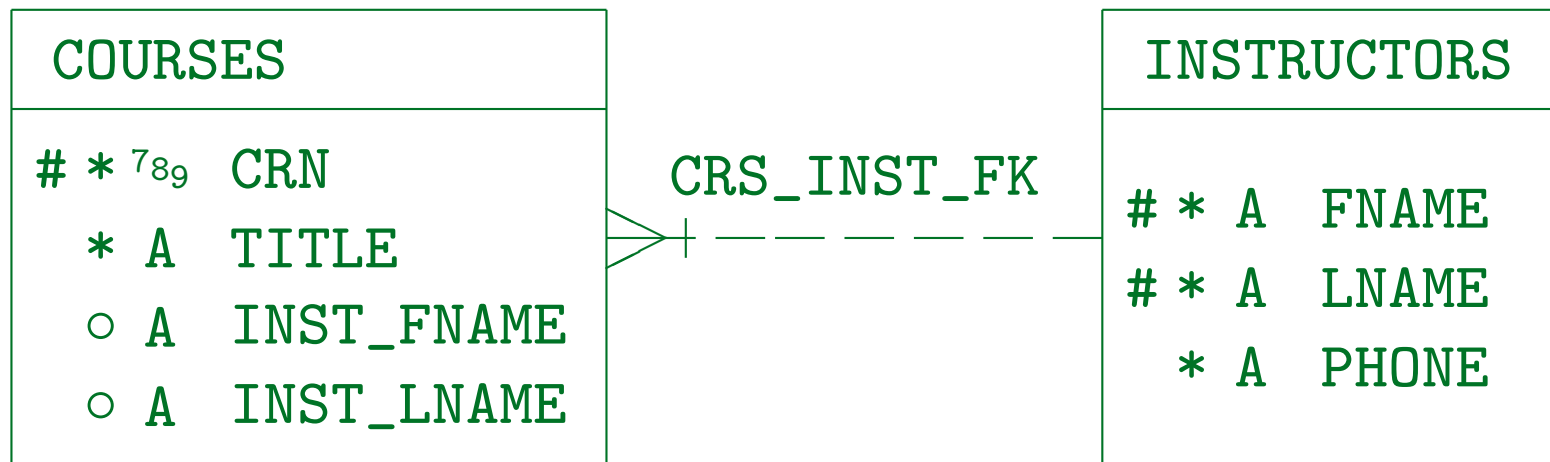 COURSES
# * 789 CRN
* A TITLE
○ A INST_FNAME
○ A INST_LNAME
CRS_INST_FK
INSTRUCTORS
# * A FNAME
# * A LNAME
* A PHONE